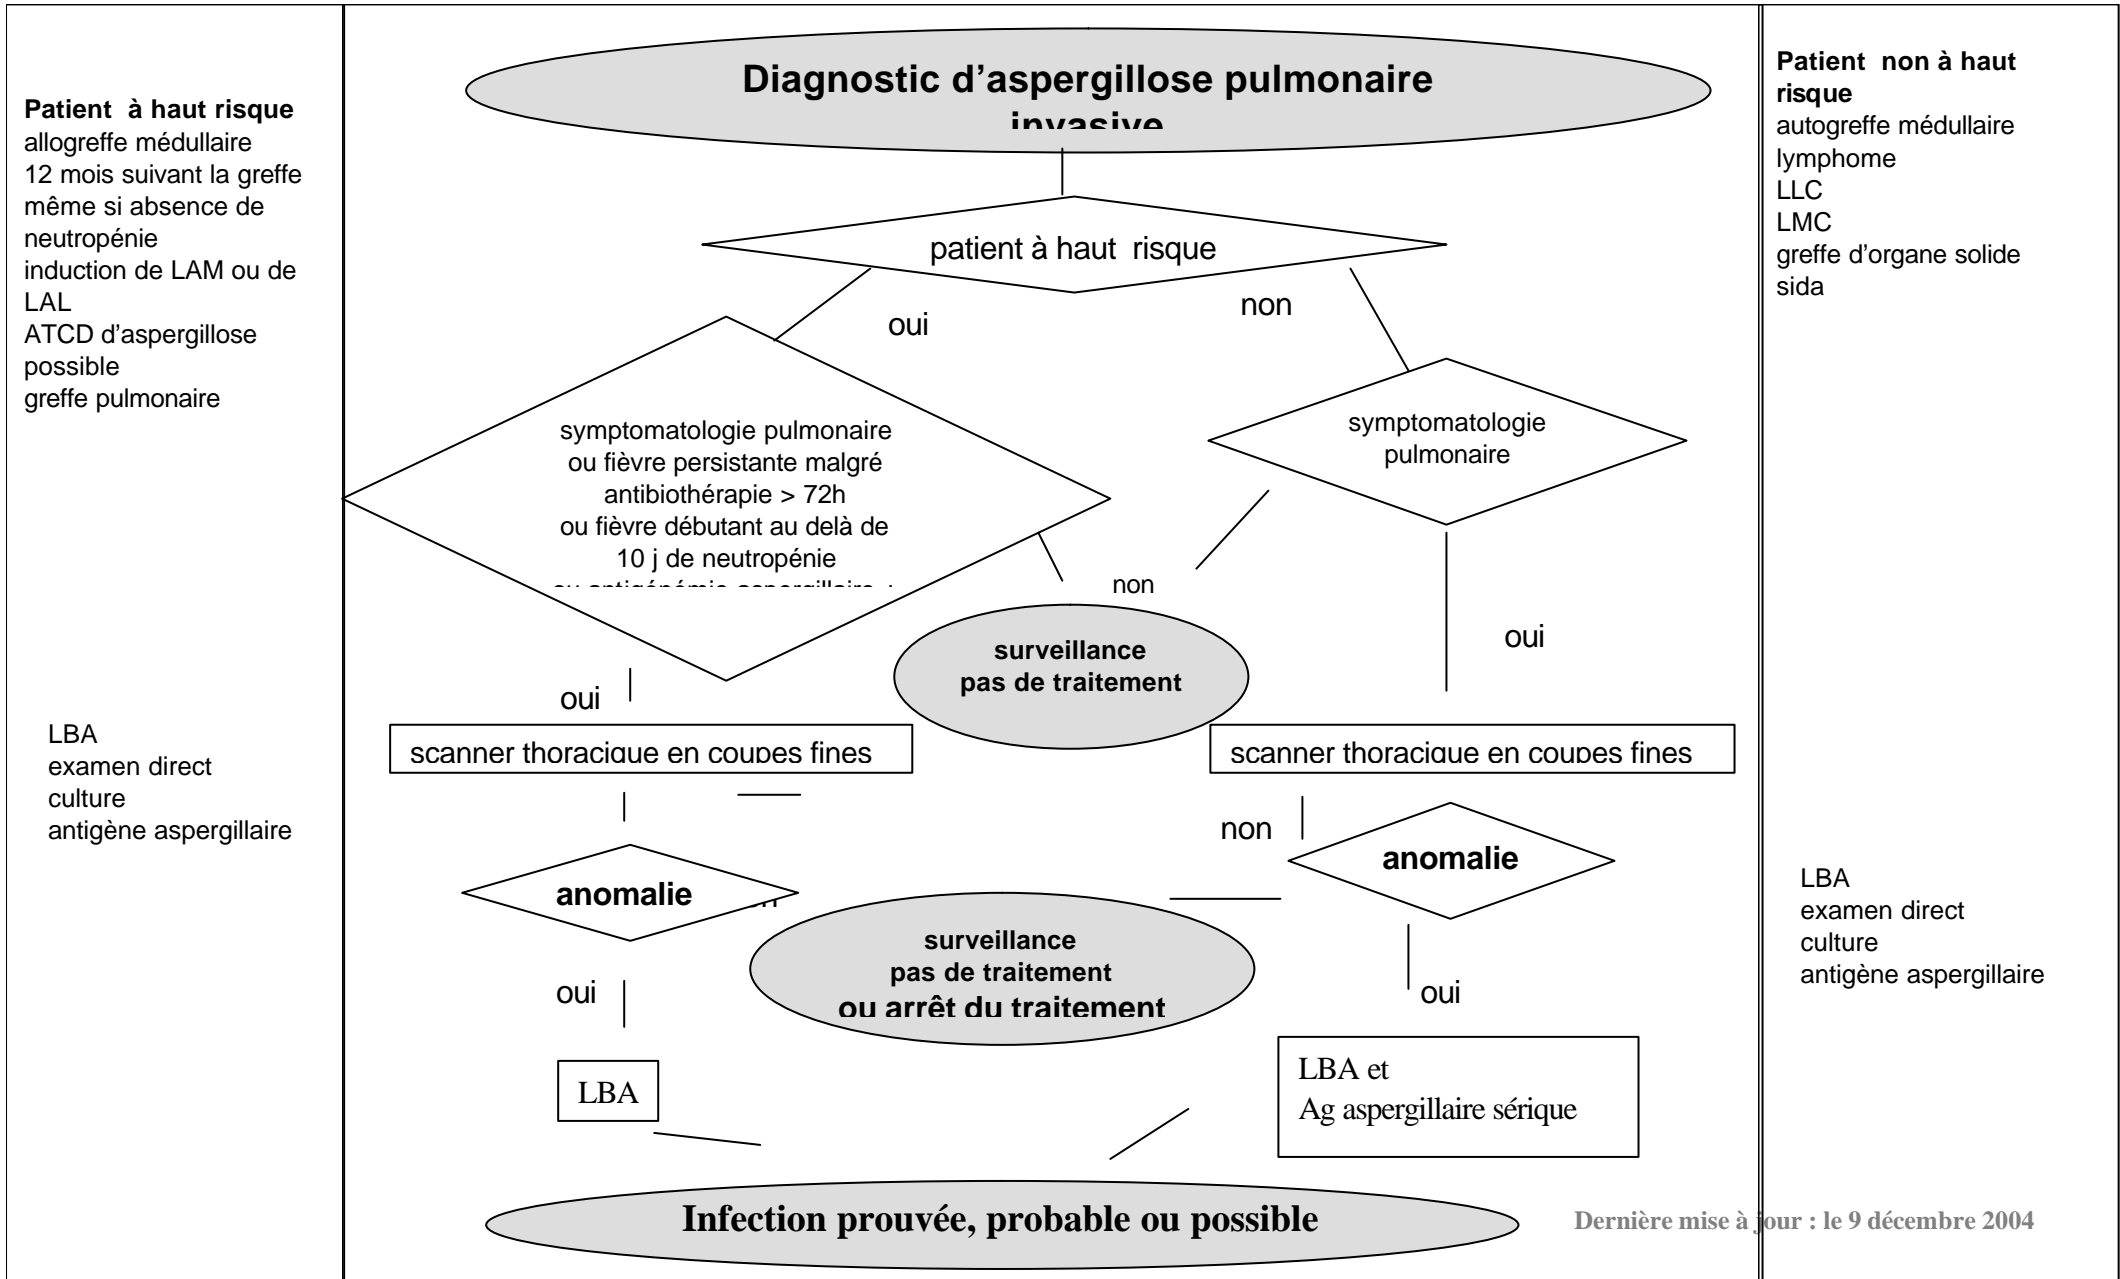 Patient à haut risque
allogreffe médullaire
12 mois suivant la greffe
même si absence de
neutropénie
induction de LAM ou de
LAL
ATCD d'aspergillose
possible
greffe pulmonaire
LBA
examen direct
culture
antigène aspergillaire
Diagnostic d'aspergillose pulmonaire
invasive
patient à haut risque
oui
non
symptomatologie pulmonaire
ou fièvre persistante malgré
antibiothérapie > 72h
ou fièvre débutant au delà de
10 j de neutropénie
ou antigénémie aspergillaire +
symptomatologie
pulmonaire
non
surveillance
pas de traitement
oui
oui
scanner thoracique en coupes fines
scanner thoracique en coupes fines
non
anomalie
anomalie
surveillance
pas de traitement
ou arrêt du traitement
oui
oui
LBA
LBA et
Ag aspergillaire sérique
Infection prouvée, probable ou possible
Patient non à haut
risque
autogreffe médullaire
lymphome
LLC
LMC
greffe d'organe solide
sida
LBA
examen direct
culture
antigène aspergillaire
Dernière mise à jour : le 9 décembre 2004